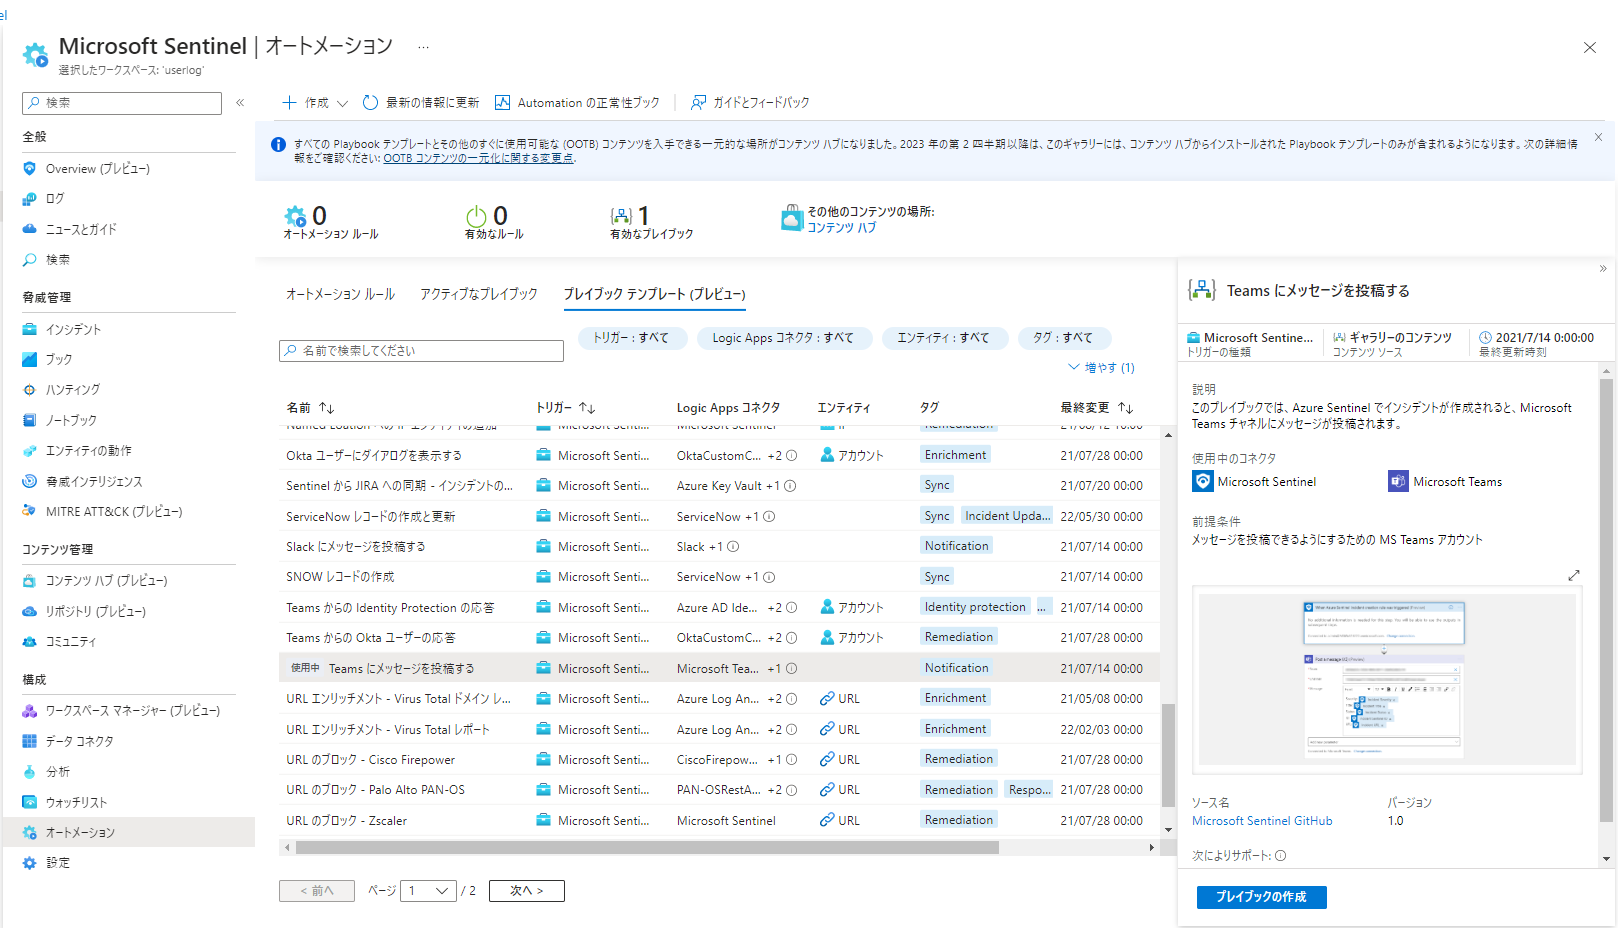 el
Microsoft Sentinel | オートメーション …
選択したワークスペース: 'userlog'
検索
«
全般
Overview (プレビュー)
ログ
ニュースとガイド
検索
脅威管理
インシデント
ブック
ハンティング
ノートブック
エンティティの動作
脅威インテリジェンス
MITRE ATT&CK (プレビュー)
コンテンツ管理
コンテンツ ハブ (プレビュー)
リポジトリ (プレビュー)
コミュニティ
構成
ワークスペース マネージャー (プレビュー)
データ コネクタ
分析
ウォッチリスト
オートメーション
設定
作成 最新の情報に更新 Automation の正常性ブック ガイドとフィードバック
すべての Playbook テンプレートとその他のすぐに使用可能な (OOTB) コンテンツを入手できる一元的な場所がコンテンツ ハブになりました。2023 年の第 2 四半期以降は、このギャラリーには、コンテンツ ハブからインストールされた Playbook テンプレートのみが含まれるようになります。次の詳細情
報をご確認ください: OOTB コンテンツの一元化に関する変更点.
0 オートメーション ルール
0 有効なルール
1 有効なプレイブック
その他のコンテンツの場所:
コンテンツ ハブ
オートメーション ルール アクティブなプレイブック プレイブック テンプレート (プレビュー)
名前で検索してください
トリガー : すべて Logic Apps コネクタ : すべて エンティティ : すべて タグ : すべて
増やす (1)
名前 ↑↓ トリガー ↑↓ Logic Apps コネクタ エンティティ タグ 最終変更 ↑↓
Okta ユーザーにダイアログを表示する Microsoft Senti... OktaCustomC... +2 アカウント Enrichment 21/07/28 00:00
Sentinel から JIRA への同期 - インシデントの... Microsoft Senti... Azure Key Vault +1 Sync 21/07/20 00:00
ServiceNow レコードの作成と更新 Microsoft Senti... ServiceNow +1 Sync Incident Upda... 22/05/30 00:00
Slack にメッセージを投稿する Microsoft Senti... Slack +1 Notification 21/07/14 00:00
SNOW レコードの作成 Microsoft Senti... ServiceNow +1 Sync 21/07/14 00:00
Teams からの Identity Protection の応答 Microsoft Senti... Azure AD Ide... +2 アカウント Identity protection ... 21/07/14 00:00
Teams からの Okta ユーザーの応答 Microsoft Senti... OktaCustomC... +2 アカウント Remediation 21/07/28 00:00
使用中 Teams にメッセージを投稿する Microsoft Senti... Microsoft Tea... +1 Notification 21/07/14 00:00
URL エンリッチメント - Virus Total ドメイン レ... Microsoft Senti... Azure Log An... +2 URL Enrichment 21/05/08 00:00
URL エンリッチメント - Virus Total レポート Microsoft Senti... Azure Log An... +2 URL Enrichment 22/02/03 00:00
URL のブロック - Cisco Firepower Microsoft Senti... CiscoFirepow... +1 URL Remediation 21/07/28 00:00
URL のブロック - Palo Alto PAN-OS Microsoft Senti... PAN-OSRestA... +2 URL Remediation Respo... 21/07/28 00:00
URL のブロック - Zscaler Microsoft Senti... Microsoft Sentinel URL Remediation 21/07/28 00:00
< 前へ ページ 1 / 2 次へ >
»
Teams にメッセージを投稿する
Microsoft Sentine... ギャラリーのコンテンツ 2021/7/14 0:00:00
トリガーの種類 コンテンツ ソース 最終更新時刻
説明
このプレイブックでは、Azure Sentinel でインシデントが作成されると、Microsoft
Teams チャネルにメッセージが投稿されます。
使用中のコネクタ
Microsoft Sentinel Microsoft Teams
前提条件
メッセージを投稿できるようにするための MS Teams アカウント
ソース名 バージョン
Microsoft Sentinel GitHub 1.0
次によりサポート:
プレイブックの作成